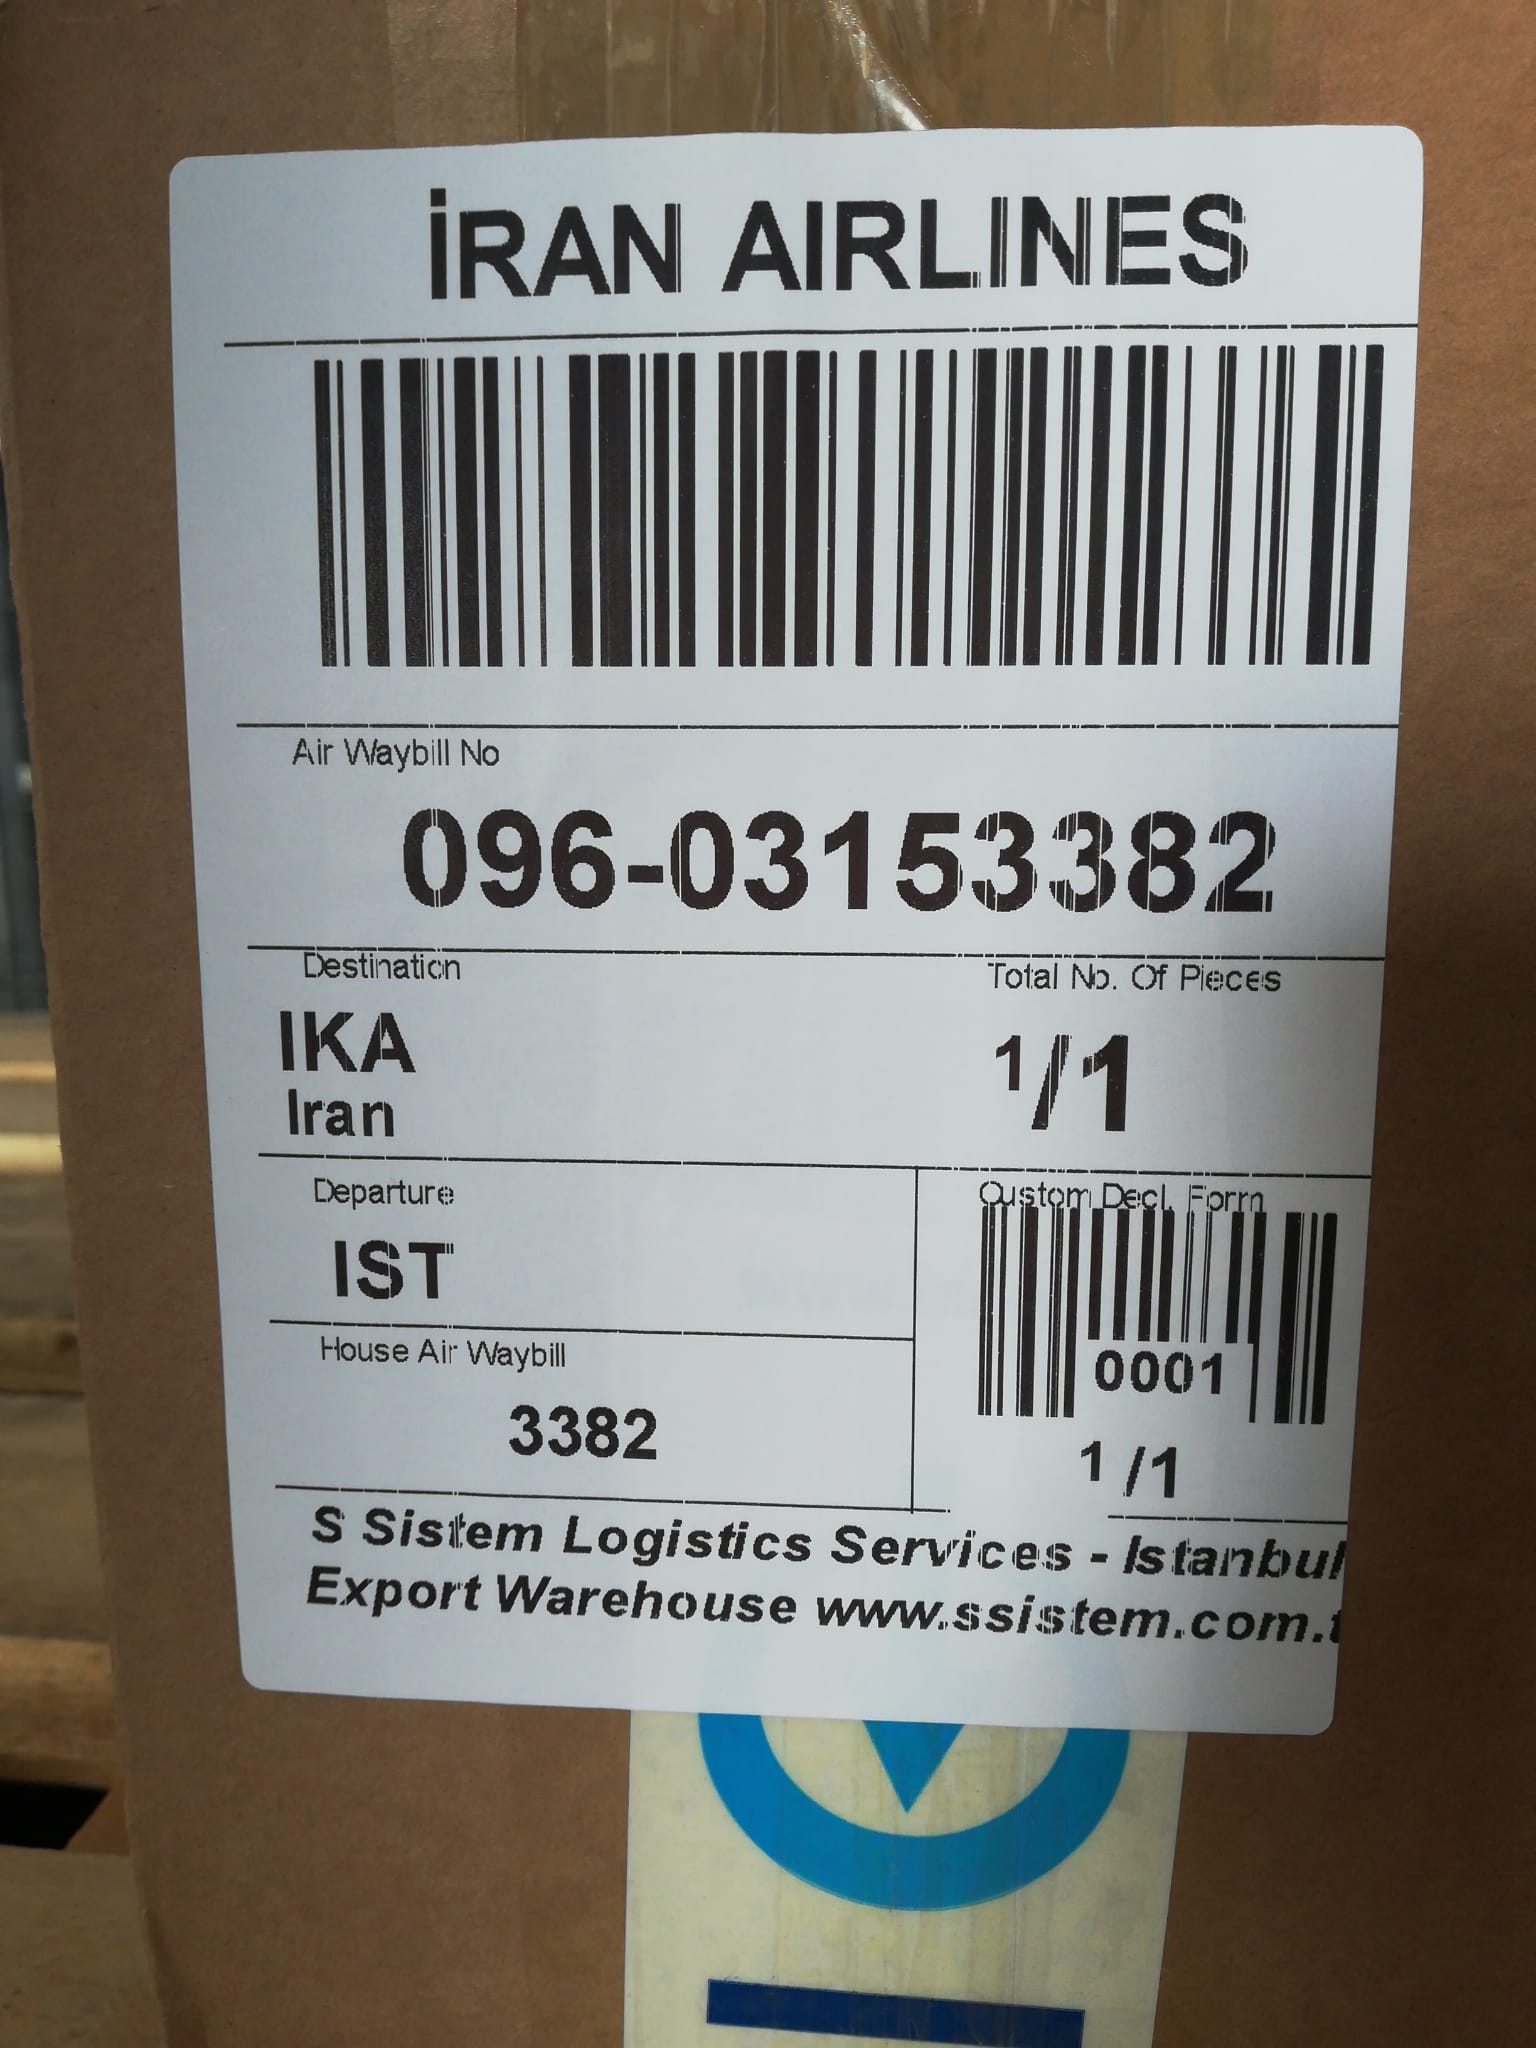 İRAN AIRLINES
Air Waybill No
096-03153382
Destination
Total No. Of Pieces
IKA
1/1
Iran
Departure
Custom Decl. Form
IST
0001
House Air Waybill
3382
1/1
S Sistem Logistics Services - Istanbul
Export Warehouse www.ssistem.com.t